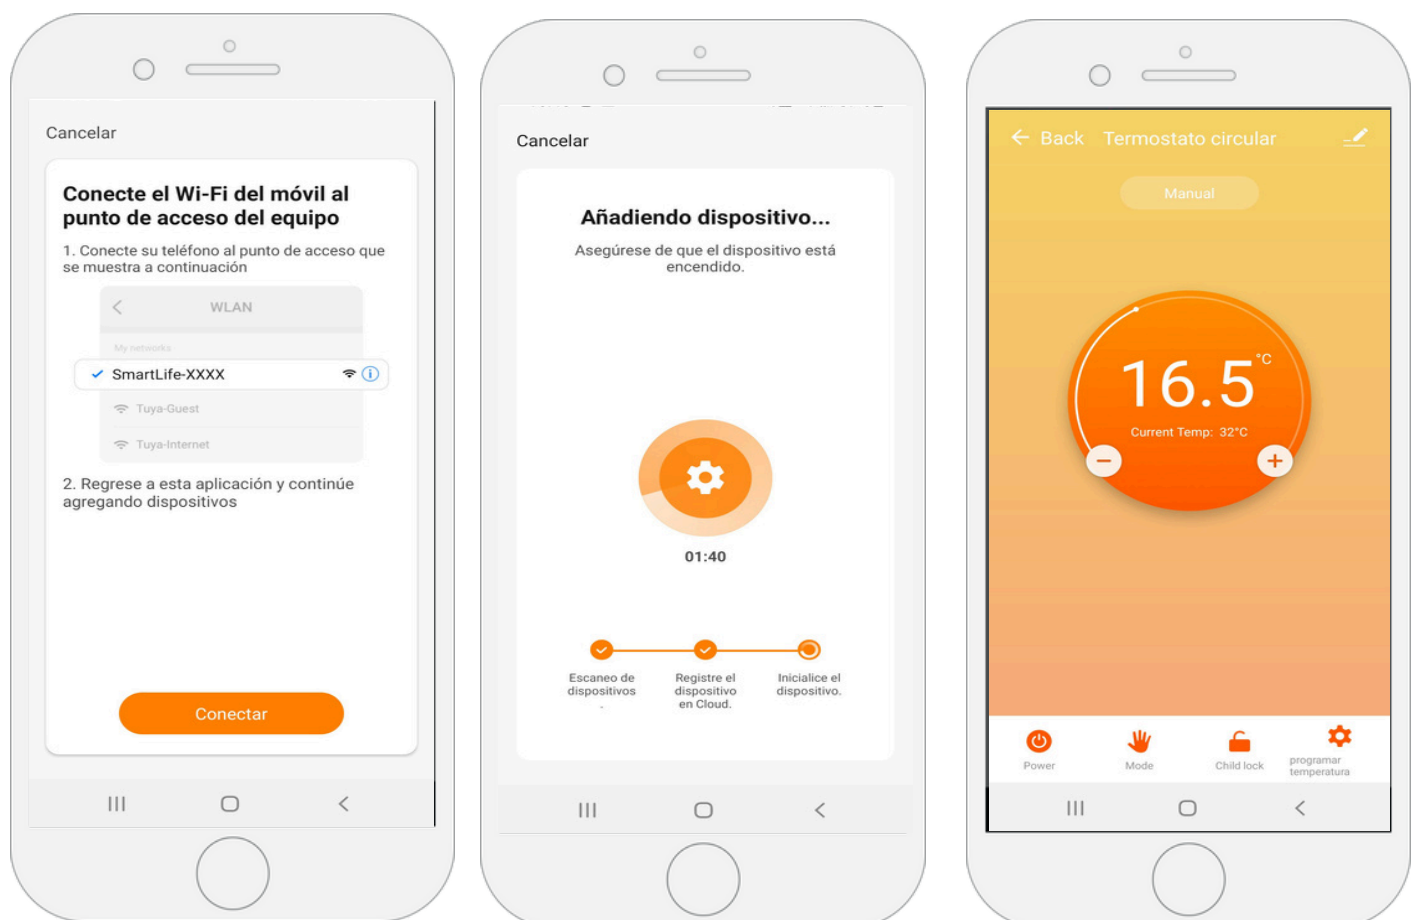 Cancelar
Conecte el Wi-Fi del móvil al
punto de acceso del equipo
1. Conecte su teléfono al punto de acceso que
se muestra a continuación
WLAN
My networks
SmartLife-XXXX
Tuya-Guest
Tuya-Internet
2. Regrese a esta aplicación y continúe
agregando dispositivos
Conectar
Cancelar
Añadiendo dispositivo...
Asegúrese de que el dispositivo está
encendido.
01:40
Escaneo de
dispositivos
Registre el
dispositivo
en Cloud.
Inicialice el
dispositivo.
Back Termostato circular
Manual
16.5°C
Current Temp: 32°C
Power
Mode
Child lock
programar
temperatura